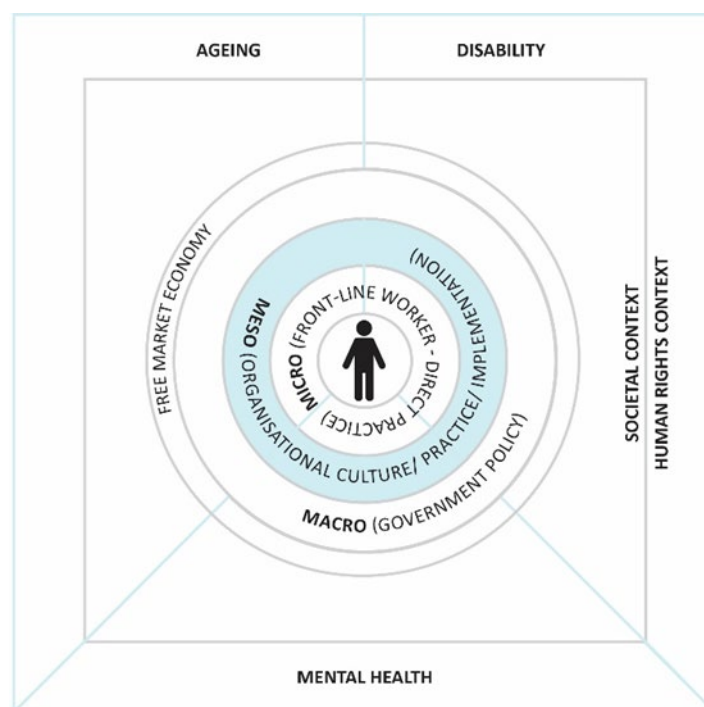 AGEING
DISABILITY
FREE MARKET ECONOMY
MACRO (GOVERNMENT POLICY)
MESO (ORGANISATIONAL CULTURE/ PRACTICE/ IMPLEMENTATION)
MICRO (FRONT-LINE WORKER - DIRECT PRACTICE)
SOCIETAL CONTEXT
HUMAN RIGHTS CONTEXT
MENTAL HEALTH